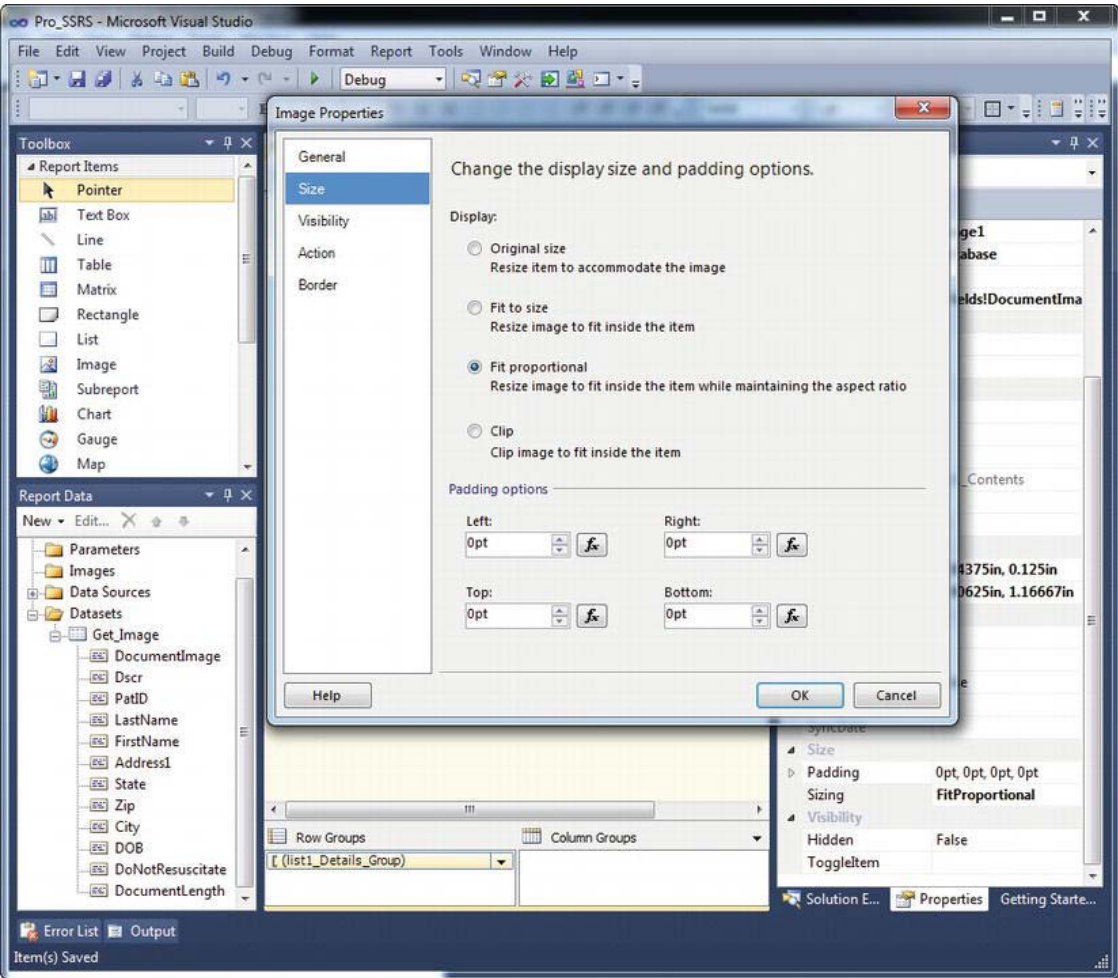 Pro_SSRS - Microsoft Visual Studio
File Edit View Project Build Debug Format Report Tools Window Help
Debug
Image Properties
Toolbox
Report Items
Pointer
Text Box
Line
Table
Matrix
Rectangle
List
Image
Subreport
Chart
Gauge
Map
General
Size
Visibility
Action
Border
Change the display size and padding options.
Display:
Original size
Resize item to accommodate the image
Fit to size
Resize image to fit inside the item
Fit proportional
Resize image to fit inside the item while maintaining the aspect ratio
Clip
Clip image to fit inside the item
Padding options
Left: Right:
0pt fx 0pt fx
Top: Bottom:
0pt fx 0pt fx
Help OK Cancel
Report Data
New Edit...
Parameters
Images
Data Sources
Datasets
Get_Image
DocumentImage
Dscr
PatID
LastName
FirstName
Address1
State
Zip
City
DOB
DoNotResuscitate
DocumentLength
Row Groups Column Groups
[ (list1_Details_Group)
ge1
abase
elds!DocumentIma
_Contents
4375in, 0.125in
0625in, 1.16667in
e
SyncDate
Size
Padding 0pt, 0pt, 0pt, 0pt
Sizing FitProportional
Visibility
Hidden False
ToggleItem
Solution E... Properties Getting Starte...
Error List Output
Item(s) Saved